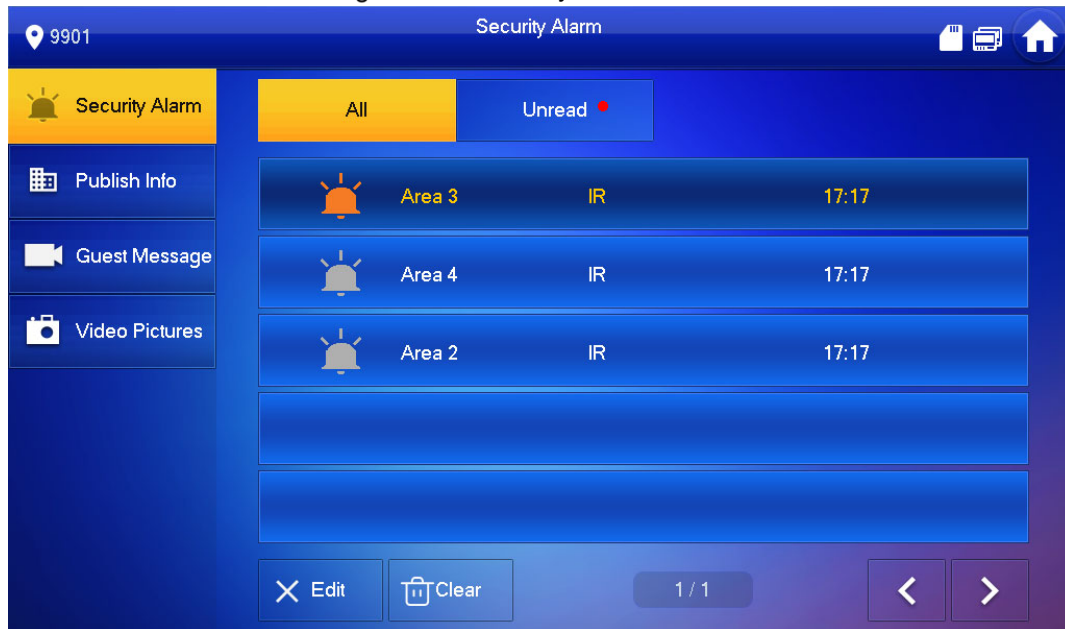 9901
Security Alarm
Security Alarm
Publish Info
Guest Message
Video Pictures
All
Unread
Area 3 IR 17:17
Area 4 IR 17:17
Area 2 IR 17:17
Edit
Clear
1 / 1